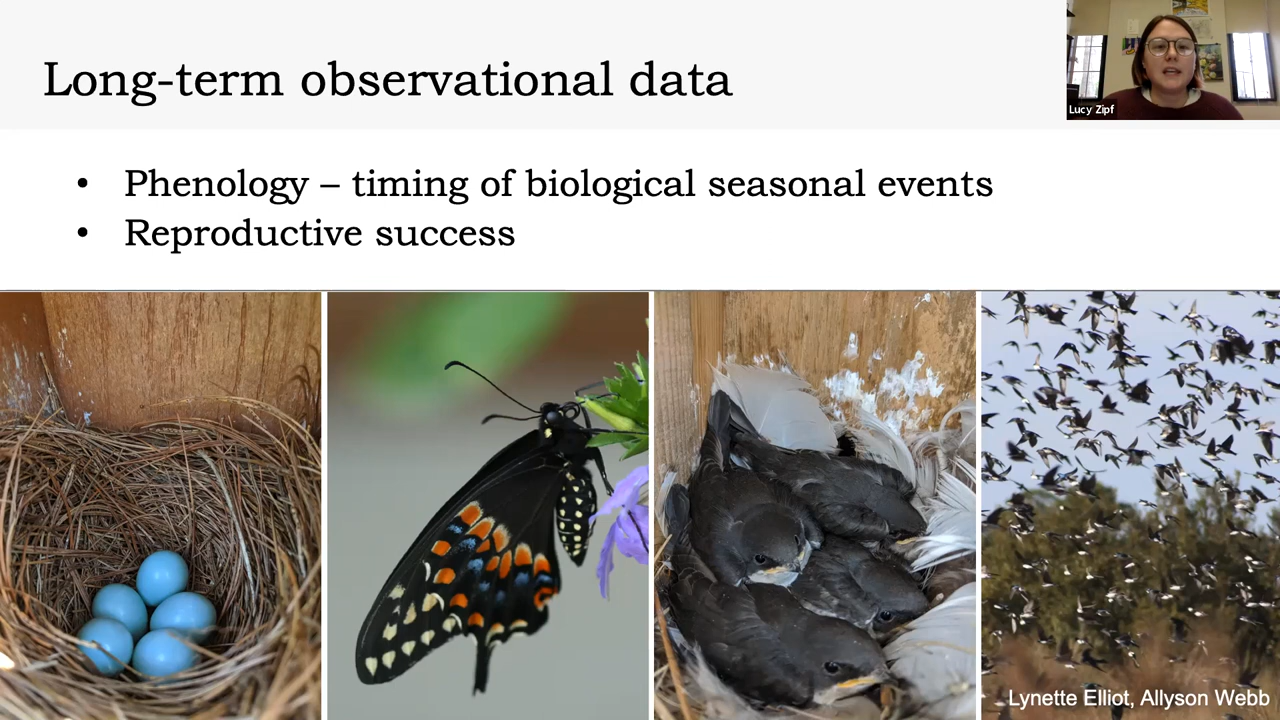 Long-term observational data
Lucy Zipf
• Phenology – timing of biological seasonal events
• Reproductive success
Lynette Elliot, Allyson Webb